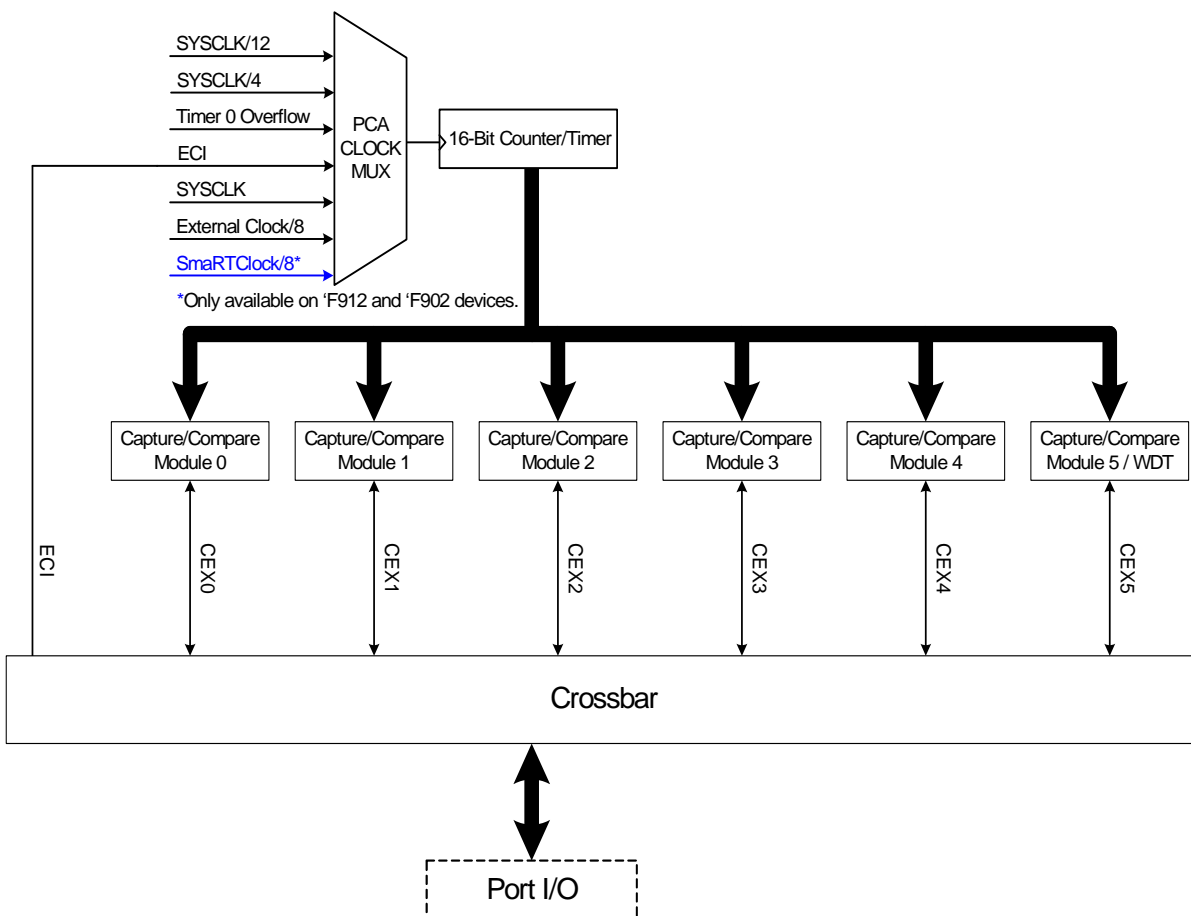 SYSCLK/12
SYSCLK/4
Timer 0 Overflow
ECI
SYSCLK
External Clock/8
SmaRTClock/8*
*Only available on ‘F912 and ‘F902 devices.
PCA
CLOCK
MUX
16-Bit Counter/Timer
Capture/Compare
Module 0
Capture/Compare
Module 1
Capture/Compare
Module 2
Capture/Compare
Module 3
Capture/Compare
Module 4
Capture/Compare
Module 5 / WDT
ECI
CEX0
CEX1
CEX2
CEX3
CEX4
CEX5
Crossbar
Port I/O